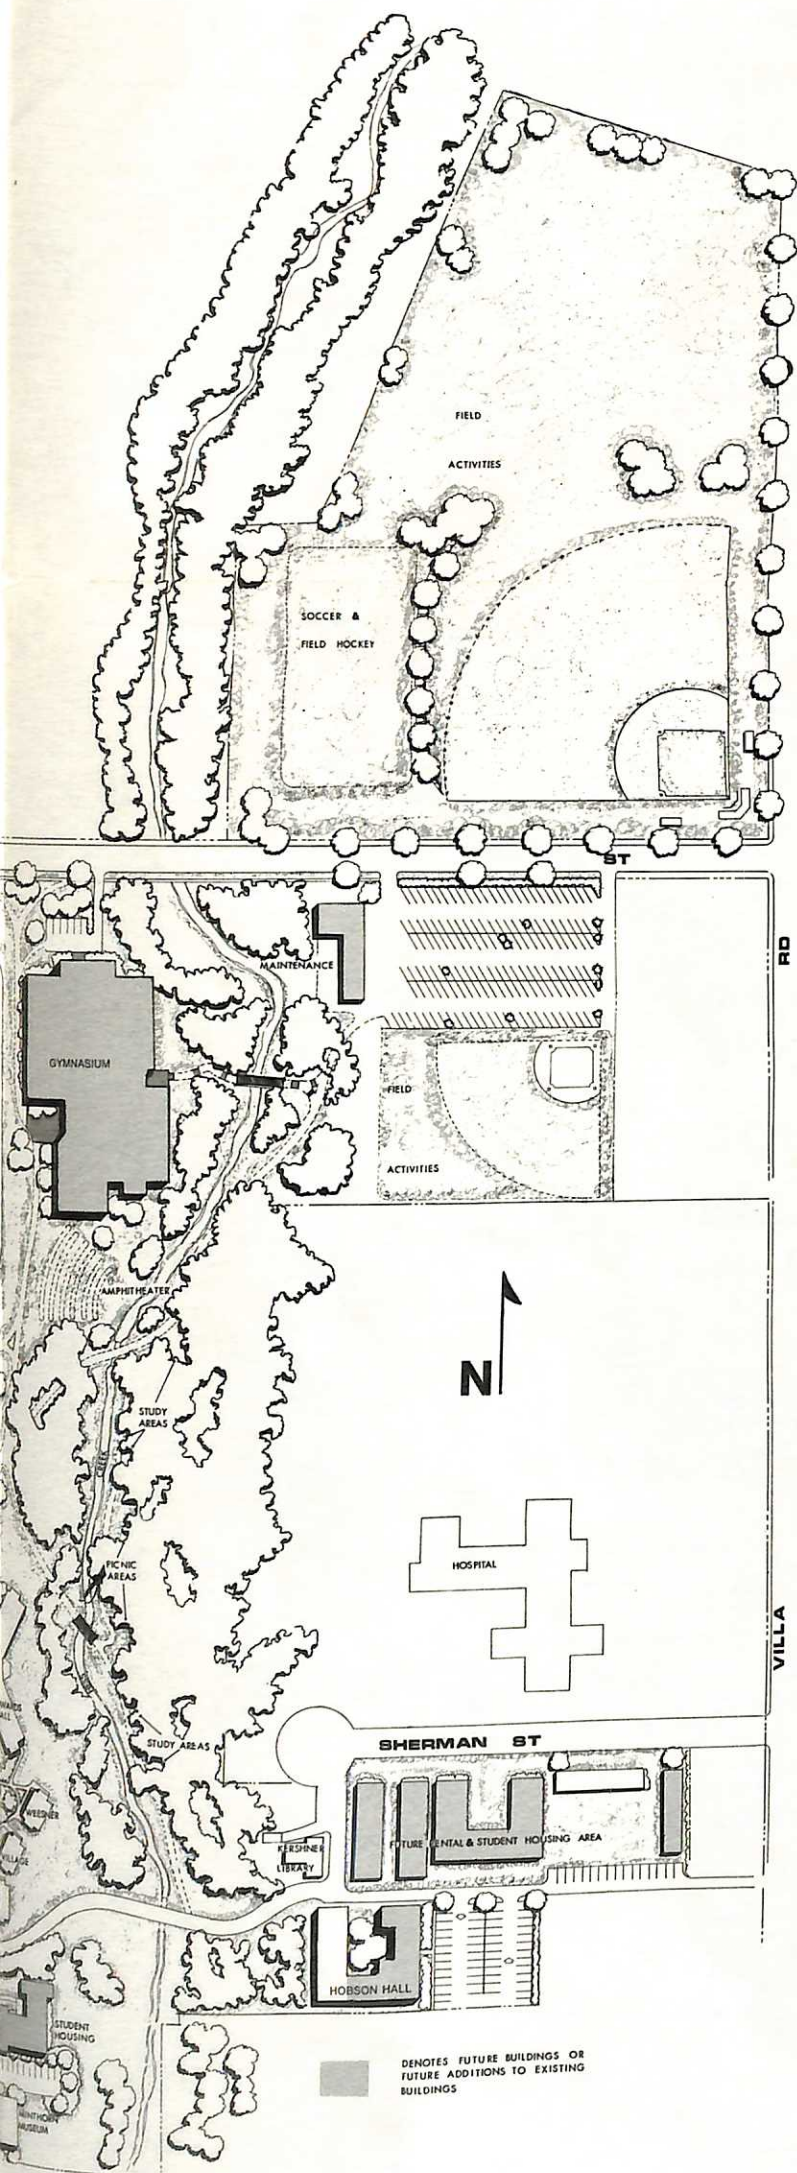 FIELD
ACTIVITIES
SOCCER &
FIELD HOCKEY
ST
RD
MAINTENANCE
GYMNASIUM
FIELD
ACTIVITIES
AMPHITHEATER
N
STUDY
AREAS
HOSPITAL
PICNIC
AREAS
VILLA
STUDY AREAS
SHERMAN ST
WEESNER
VILLAGE
KERSHNER
LIBRARY
FUTURE RENTAL & STUDENT HOUSING AREA
HOBSON HALL
STUDENT
HOUSING
DENOTES FUTURE BUILDINGS OR
FUTURE ADDITIONS TO EXISTING
BUILDINGS
MINTHORN
MUSEUM